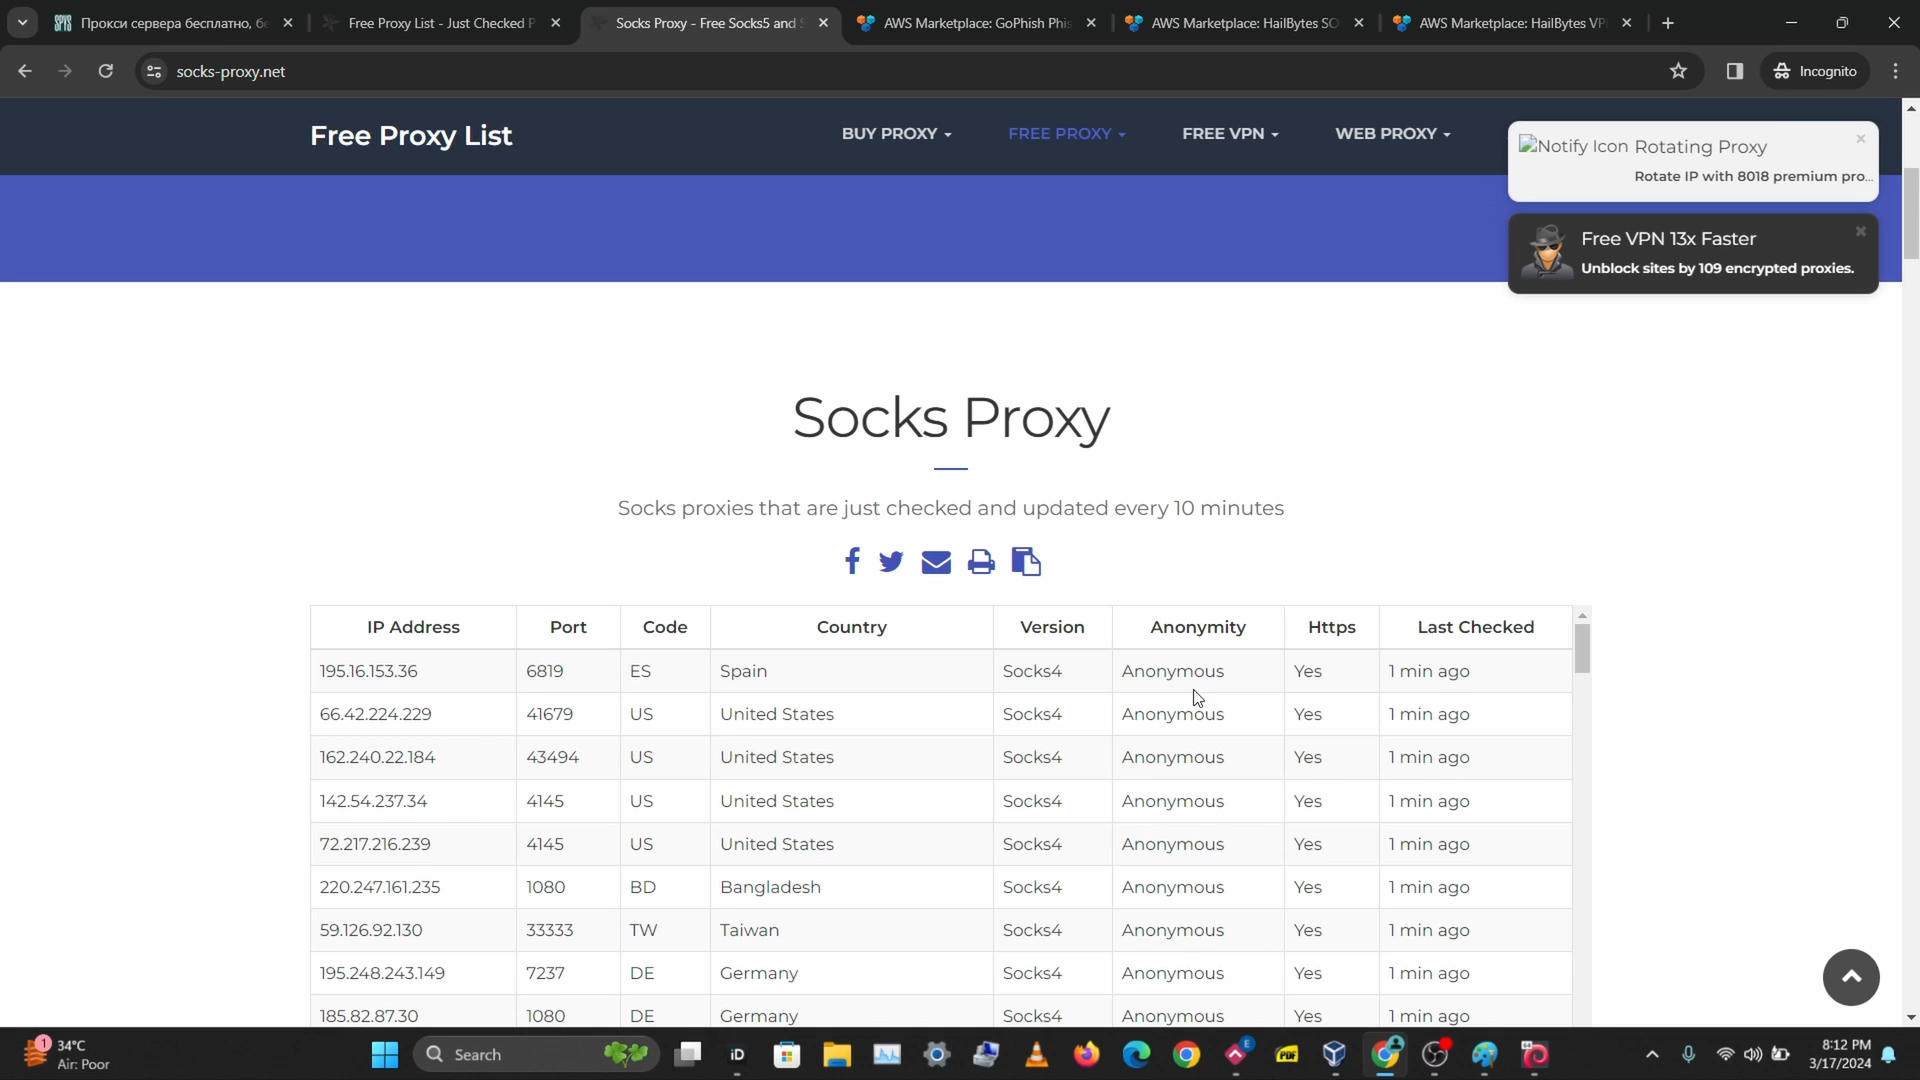 Прокси сервера бесплатно, бе
Free Proxy List - Just Checked P
Socks Proxy - Free Socks5 and S
AWS Marketplace: GoPhish Phis
AWS Marketplace: HailBytes SO
AWS Marketplace: HailBytes VP
socks-proxy.net
Incognito
Free Proxy List
BUY PROXY
FREE PROXY
FREE VPN
WEB PROXY
Notify Icon Rotating Proxy
Rotate IP with 8018 premium pro...
Free VPN 13x Faster
Unblock sites by 109 encrypted proxies.
Socks Proxy
Socks proxies that are just checked and updated every 10 minutes
IP Address Port Code Country Version Anonymity Https Last Checked
195.16.153.36 6819 ES Spain Socks4 Anonymous Yes 1 min ago
66.42.224.229 41679 US United States Socks4 Anonymous Yes 1 min ago
162.240.22.184 43494 US United States Socks4 Anonymous Yes 1 min ago
142.54.237.34 4145 US United States Socks4 Anonymous Yes 1 min ago
72.217.216.239 4145 US United States Socks4 Anonymous Yes 1 min ago
220.247.161.235 1080 BD Bangladesh Socks4 Anonymous Yes 1 min ago
59.126.92.130 33333 TW Taiwan Socks4 Anonymous Yes 1 min ago
195.248.243.149 7237 DE Germany Socks4 Anonymous Yes 1 min ago
185.82.87.30 1080 DE Germany Socks4 Anonymous Yes 1 min ago
1
34°C
Air: Poor
Search
iD
E
PDF
8:12 PM
3/17/2024